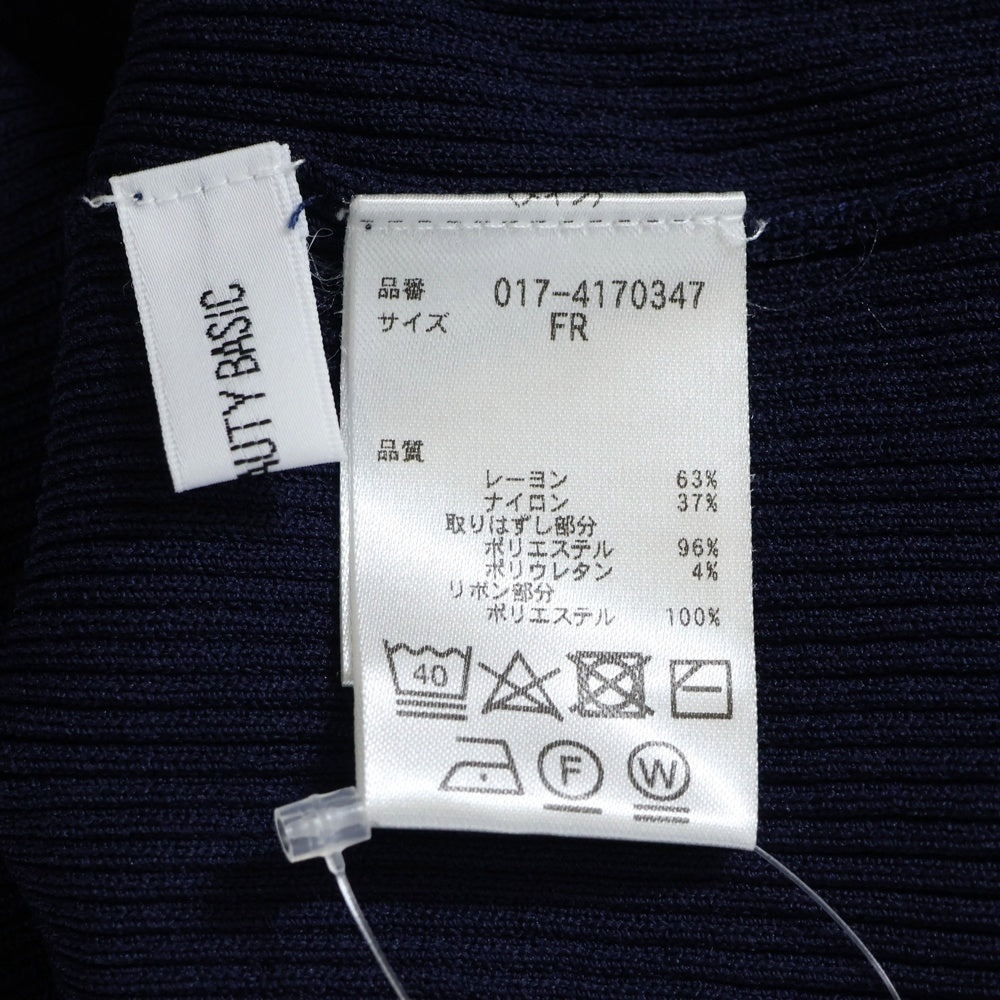 BASIC
品番 017-4170347
サイズ FR
品質
レーヨン 63%
ナイロン 37%
取りはずし部分
ポリエステル 96%
ポリウレタン 4%
リボン部分
ポリエステル 100%
40
F W